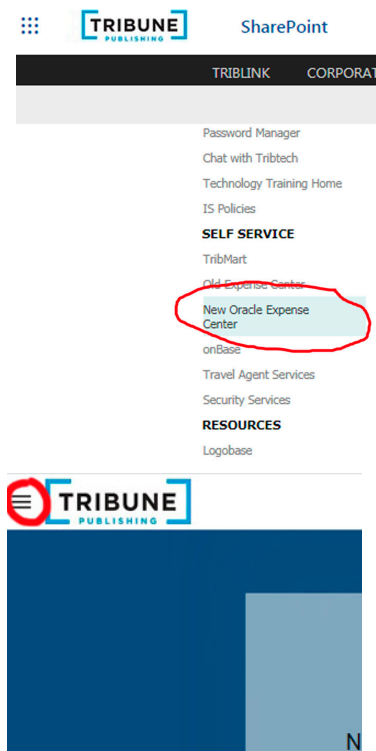 TRIBUNE
PUBLISHING
SharePoint
TRIBLINK CORPORAT
Password Manager
Chat with Tribtech
Technology Training Home
IS Policies
SELF SERVICE
TribMart
Old Expense Center
New Oracle Expense
Center
onBase
Travel Agent Services
Security Services
RESOURCES
Logobase
TRIBUNE
PUBLISHING
N